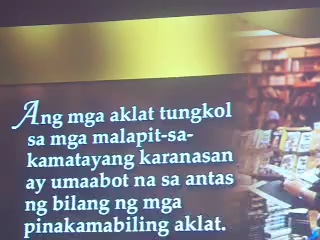 Ang mga aklat tungkol
sa mga malapit-sa-
kamatayang karanasan
ay umaabot na sa antas
ng bilang ng mga
pinakamabiling aklat.